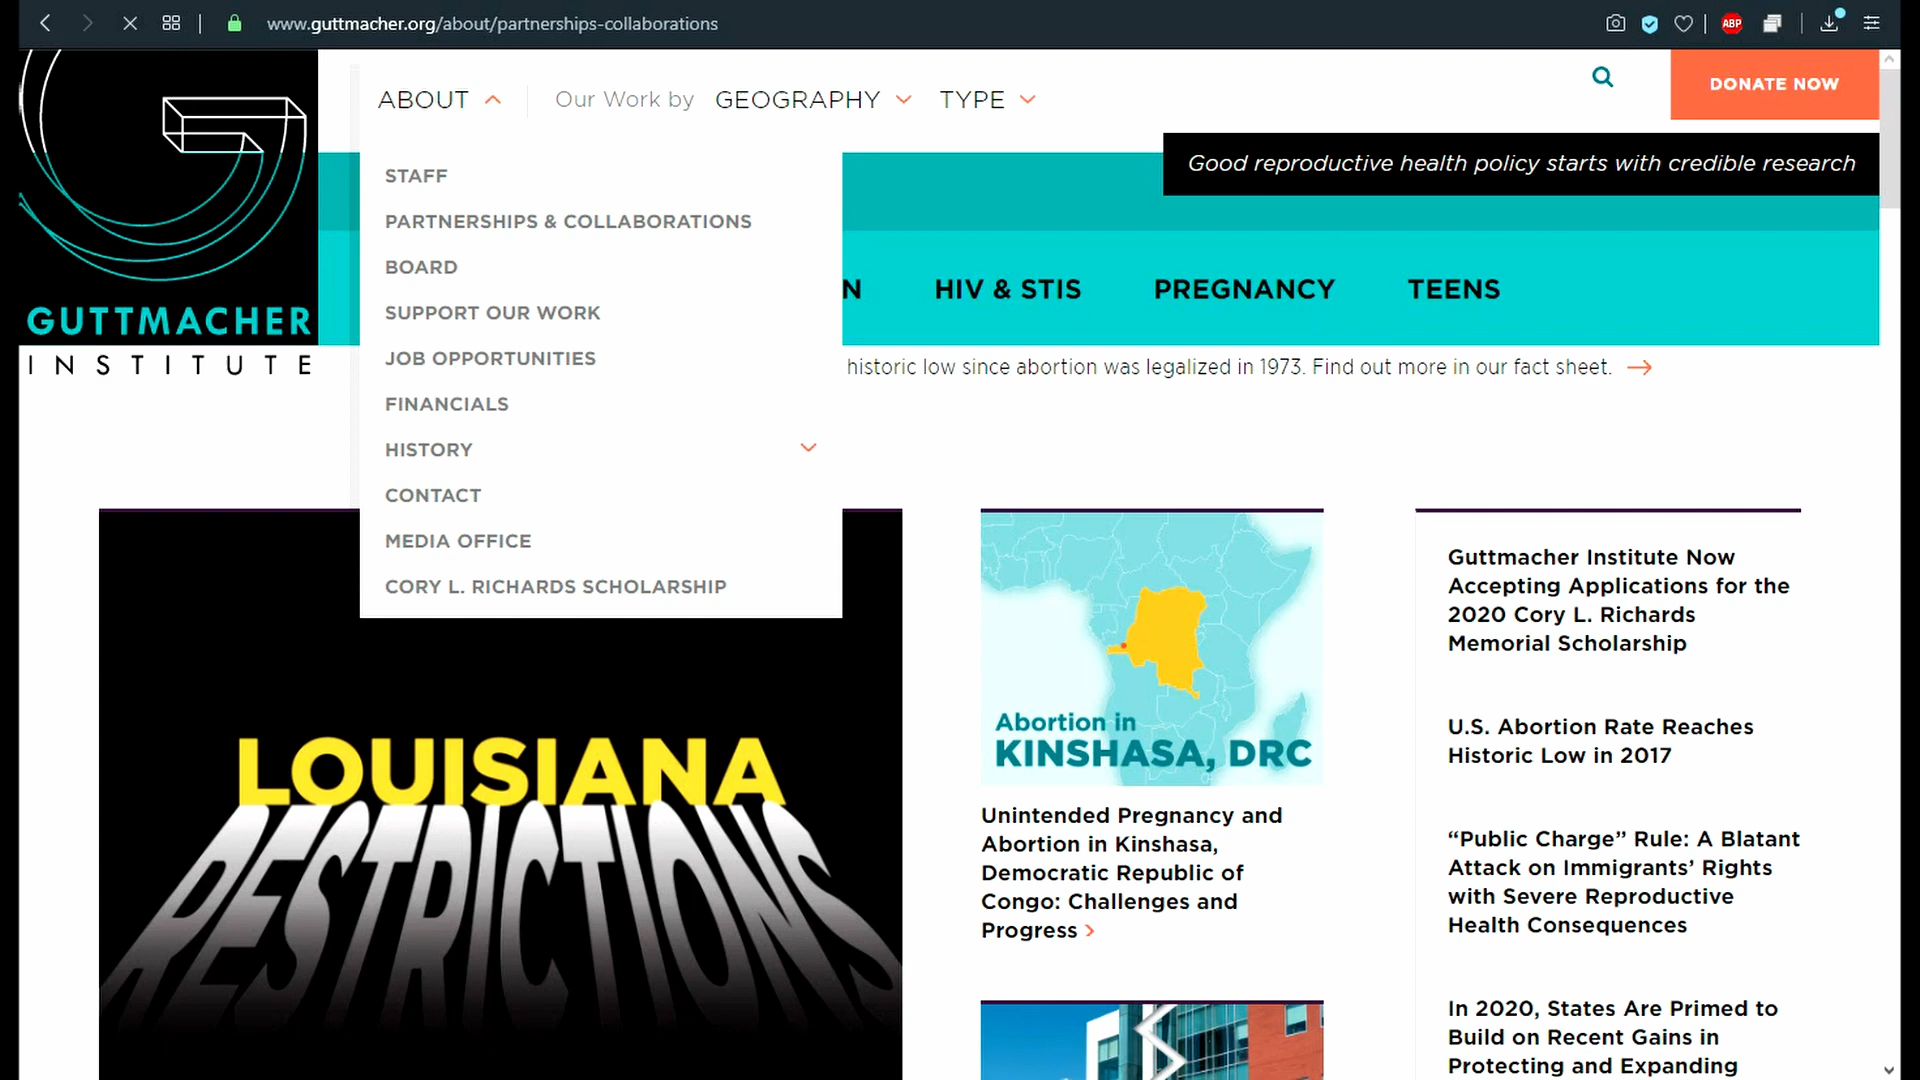 www.guttmacher.org/about/partnerships-collaborations
ABP
ABOUT
Our Work by GEOGRAPHY TYPE
DONATE NOW
Good reproductive health policy starts with credible research
GUTTMACHER
INSTITUTE
STAFF
PARTNERSHIPS & COLLABORATIONS
BOARD
SUPPORT OUR WORK
JOB OPPORTUNITIES
FINANCIALS
HISTORY
CONTACT
MEDIA OFFICE
CORY L. RICHARDS SCHOLARSHIP
N HIV & STIS PREGNANCY TEENS
historic low since abortion was legalized in 1973. Find out more in our fact sheet.
LOUISIANA
RESTRICTIONS
Abortion in
KINSHASA, DRC
Unintended Pregnancy and
Abortion in Kinshasa,
Democratic Republic of
Congo: Challenges and
Progress
Guttmacher Institute Now
Accepting Applications for the
2020 Cory L. Richards
Memorial Scholarship
U.S. Abortion Rate Reaches
Historic Low in 2017
“Public Charge” Rule: A Blatant
Attack on Immigrants’ Rights
with Severe Reproductive
Health Consequences
In 2020, States Are Primed to
Build on Recent Gains in
Protecting and Expanding